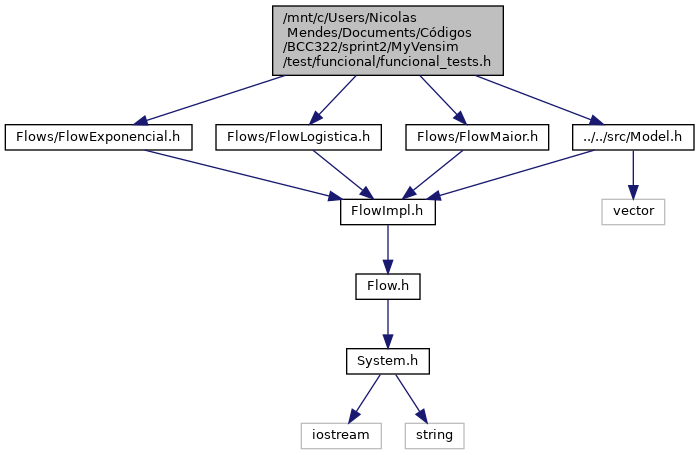 /mnt/c/Users/Nicolas
Mendes/Documents/Códigos
/BCC322/sprint2/MyVensim
/test/funcional/funcional_tests.h
Flows/FlowExponencial.h
Flows/FlowLogistica.h
Flows/FlowMaior.h
../../src/Model.h
FlowImpl.h
vector
Flow.h
System.h
iostream
string